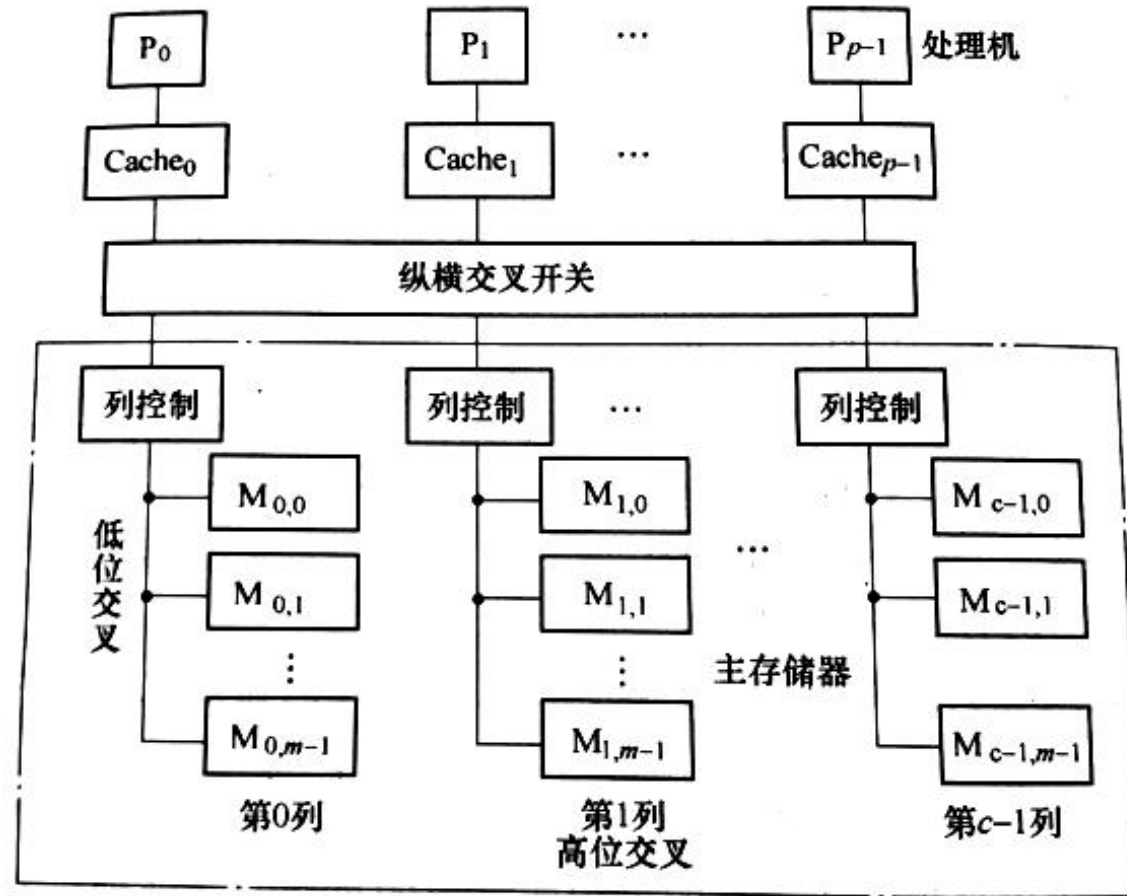 P₀ P₁ … Pₚ₋₁ 处理机
Cache₀ Cache₁ … Cacheₚ₋₁
纵横交叉开关
列控制 列控制 … 列控制
M₀,₀ M₁,₀ M c−1,0
低位交叉
…
M₀,₁ M₁,₁ M c−1,1
⋮ ⋮ 主存储器
M₀,m−1 M₁,m−1 M c−1,m−1
第0列 第1列 第c−1列
高位交叉